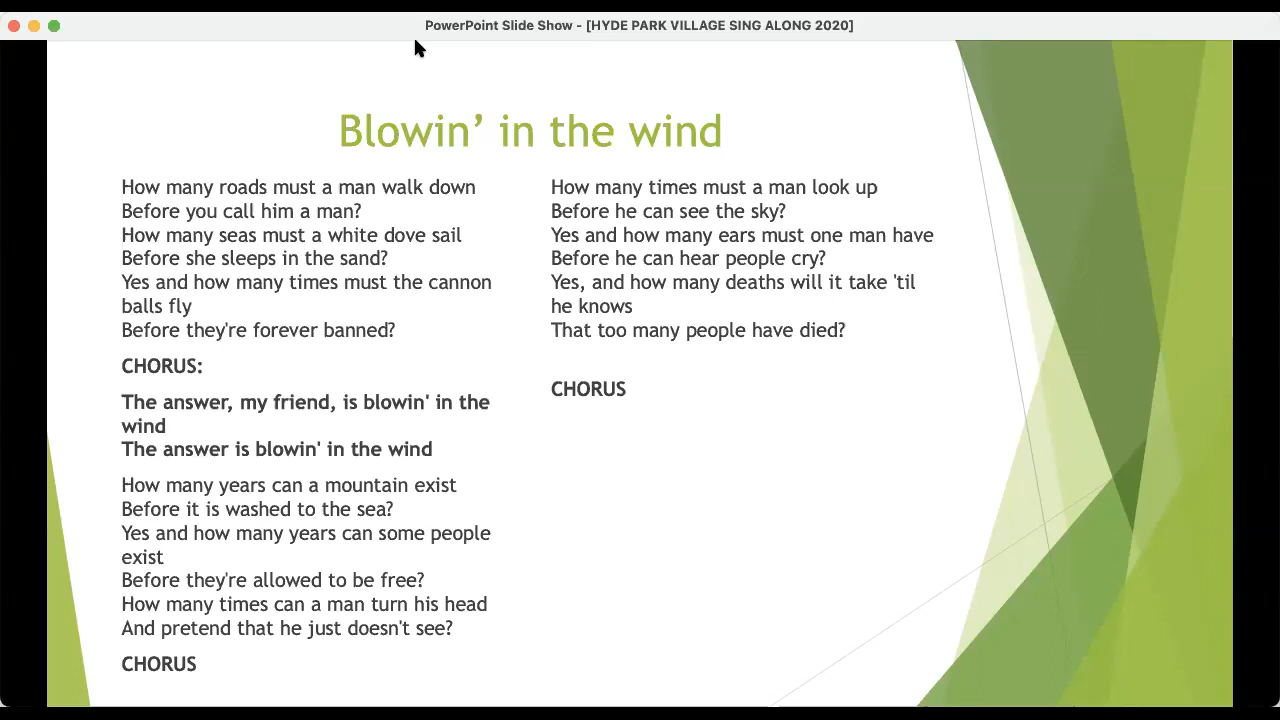 PowerPoint Slide Show - [HYDE PARK VILLAGE SING ALONG 2020]
Blowin’ in the wind
How many roads must a man walk down
Before you call him a man?
How many seas must a white dove sail
Before she sleeps in the sand?
Yes and how many times must the cannon
balls fly
Before they're forever banned?
CHORUS:
The answer, my friend, is blowin' in the
wind
The answer is blowin' in the wind
How many years can a mountain exist
Before it is washed to the sea?
Yes and how many years can some people
exist
Before they're allowed to be free?
How many times can a man turn his head
And pretend that he just doesn't see?
CHORUS
How many times must a man look up
Before he can see the sky?
Yes and how many ears must one man have
Before he can hear people cry?
Yes, and how many deaths will it take 'til
he knows
That too many people have died?
CHORUS